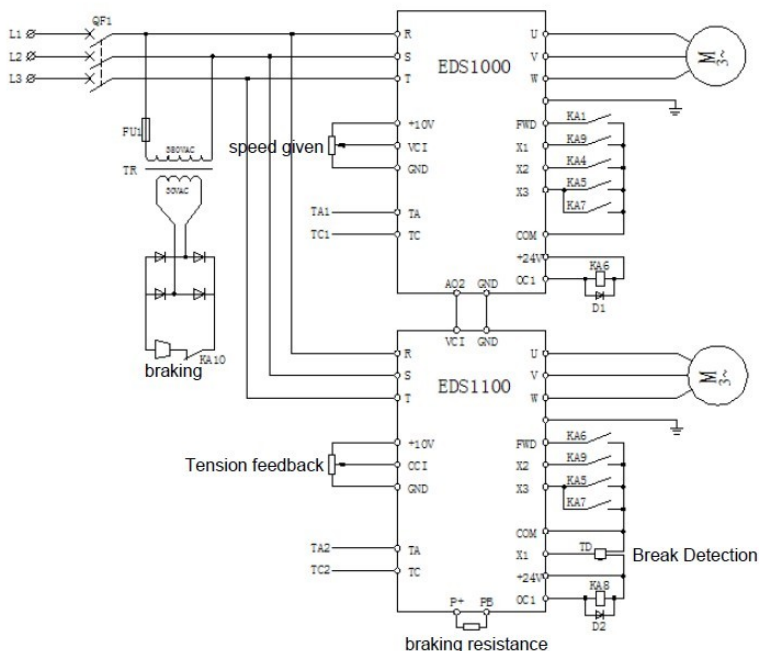 QF1
L1
L2
L3
R
S
T
EDS1000
U
V
W
M
3~
FU1
380VAC
TR
30VAC
speed given
+10V
VCI
GND
FWD
KA1
X1
KA9
X2
KA4
X3
KA5
KA7
TA1
TA
TC1
TC
COM
+24V
KA6
OC1
D1
AO2 GND
VCI GND
KA10
braking
R
S
T
EDS1100
U
V
W
M
3~
Tension feedback
+10V
CCI
GND
FWD
KA6
X2
KA9
X3
KA5
KA7
COM
TA2
TA
X1
TD
Break Detection
TC2
TC
+24V
KA8
OC1
D2
P+ PB
braking resistance